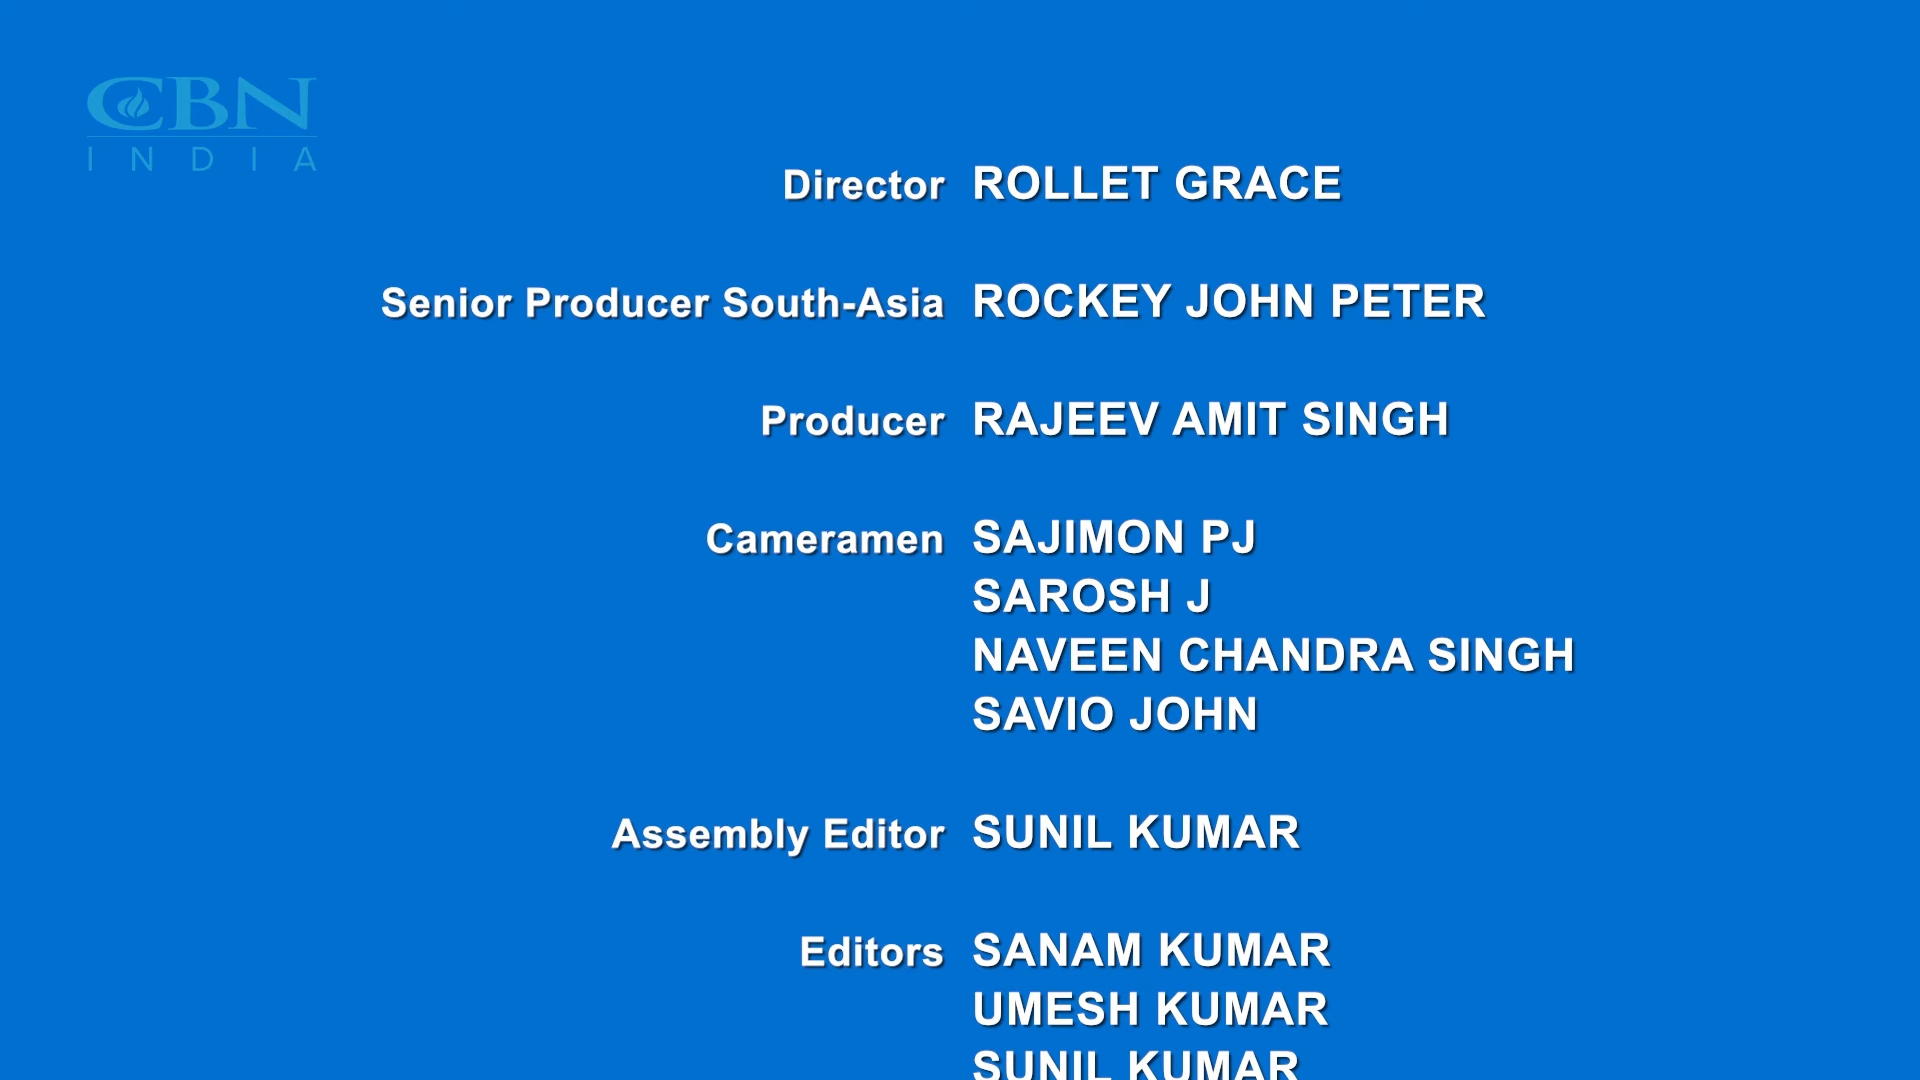 CBN
INDIA
Director ROLLET GRACE
Senior Producer South-Asia ROCKEY JOHN PETER
Producer RAJEEV AMIT SINGH
Cameramen SAJIMON PJ
SAROSH J
NAVEEN CHANDRA SINGH
SAVIO JOHN
Assembly Editor SUNIL KUMAR
Editors SANAM KUMAR
UMESH KUMAR
SUNIL KUMAR